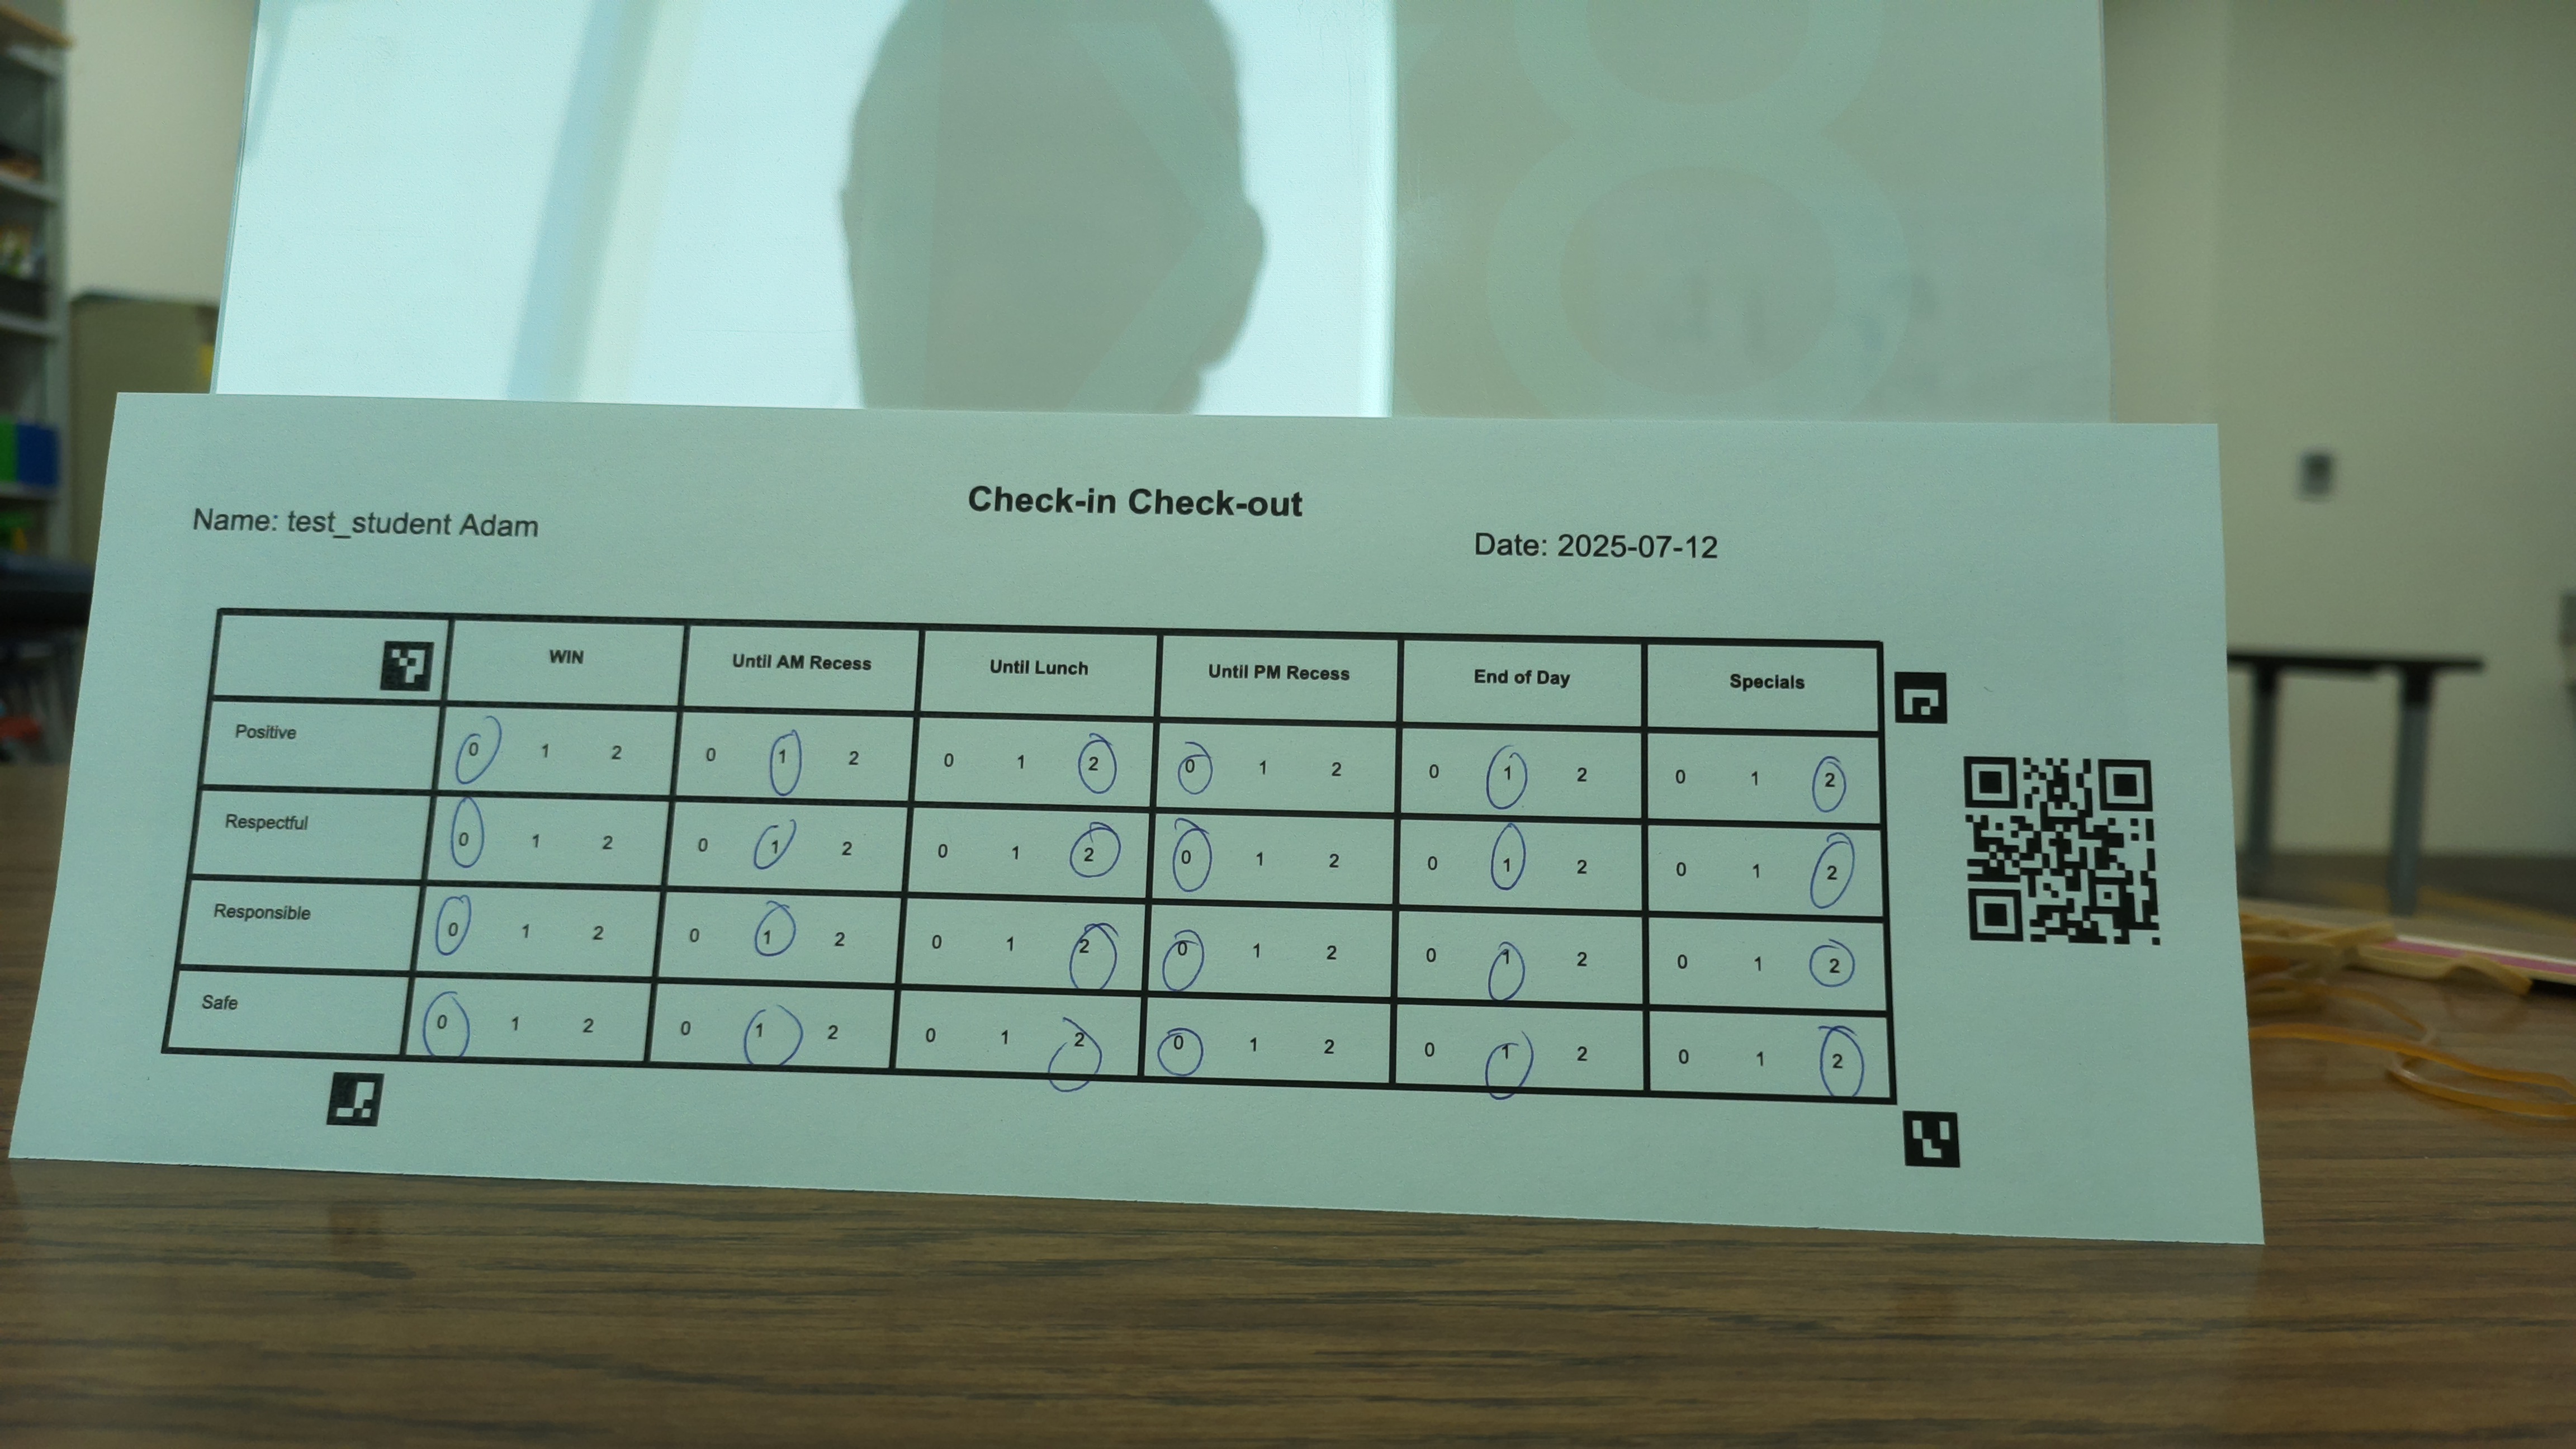 Check-in Check-out
Name: test_student Adam
Date: 2025-07-12
WIN Until AM Recess Until Lunch Until PM Recess End of Day Specials
Positive 0 1 2 0 1 2 0 1 2 0 1 2 0 1 2 0 1 2
Respectful 0 1 2 0 1 2 0 1 2 0 1 2 0 1 2 0 1 2
Responsible 0 1 2 0 1 2 0 1 2 0 1 2 0 1 2 0 1 2
Safe 0 1 2 0 1 2 0 1 2 0 1 2 0 1 2 0 1 2